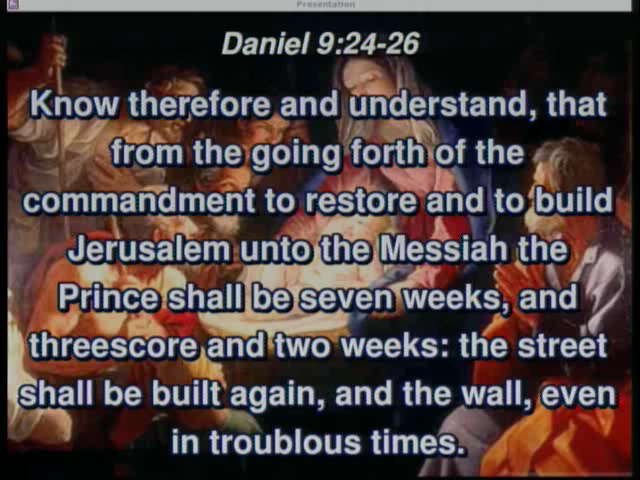 Presentation
Daniel 9:24-26
Know therefore and understand, that
from the going forth of the
commandment to restore and to build
Jerusalem unto the Messiah the
Prince shall be seven weeks, and
threescore and two weeks: the street
shall be built again, and the wall, even
in troublous times.